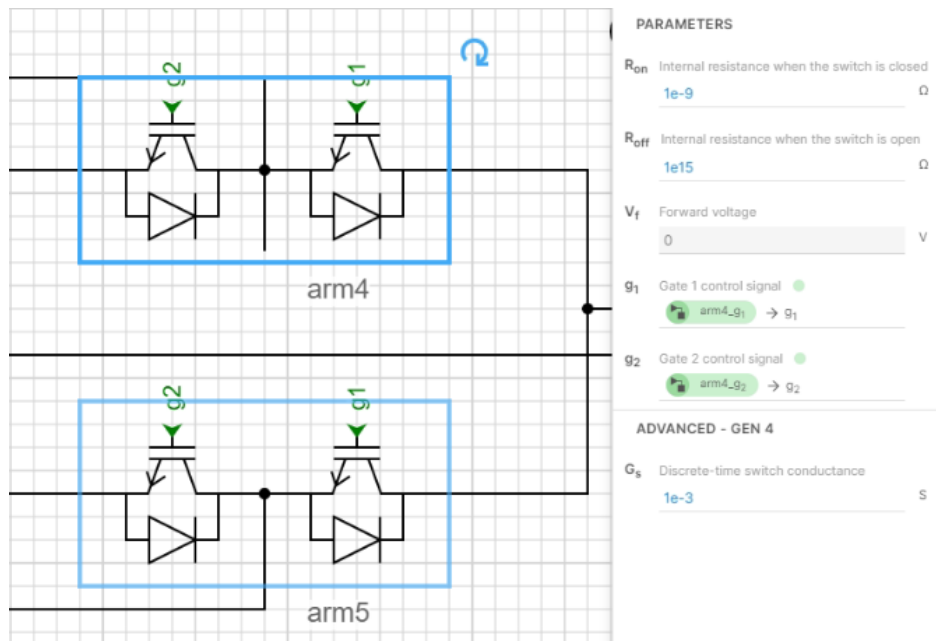 g2
g1
arm4
g2
g1
arm5
PARAMETERS
Ron Internal resistance when the switch is closed
1e-9 Ω
Roff Internal resistance when the switch is open
1e15 Ω
Vf Forward voltage
0 V
g1 Gate 1 control signal
arm4_g1 → g1
g2 Gate 2 control signal
arm4_g2 → g2
ADVANCED - GEN 4
Gs Discrete-time switch conductance
1e-3 S